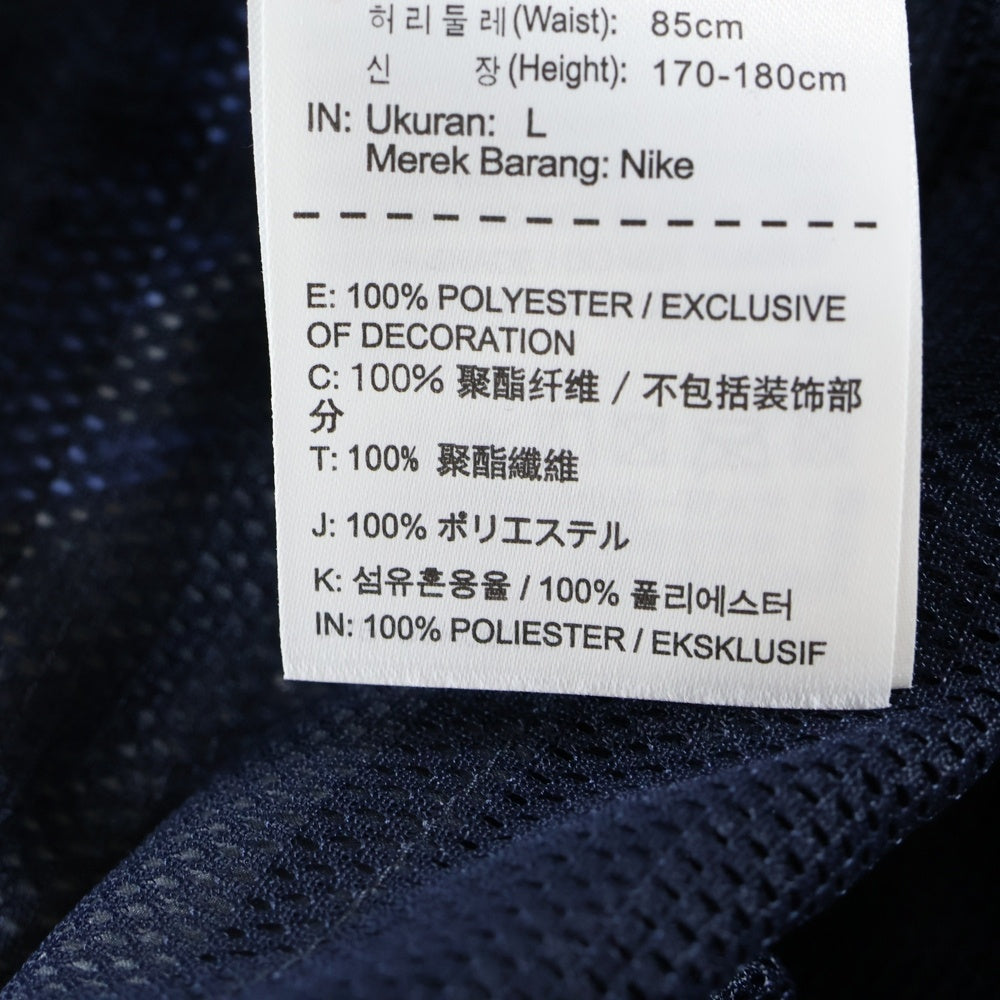 허리둘레(Waist): 85cm
신 장(Height): 170-180cm
IN: Ukuran: L
Merek Barang: Nike
E: 100% POLYESTER / EXCLUSIVE
OF DECORATION
C: 100% 聚酯纤维 / 不包括装饰部
分
T: 100% 聚酯纖維
J: 100% ポリエステル
K: 섬유혼용율 / 100% 폴리에스터
IN: 100% POLIESTER / EKSKLUSIF